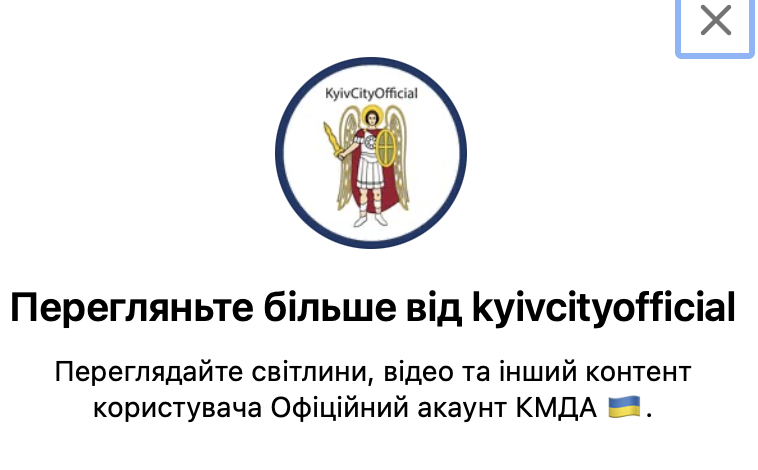 KyivCityOfficial
Перегляньте більше від kyivcityofficial
Переглядайте світлини, відео та інший контент
користувача Офіційний акаунт КМДА 🇺🇦.